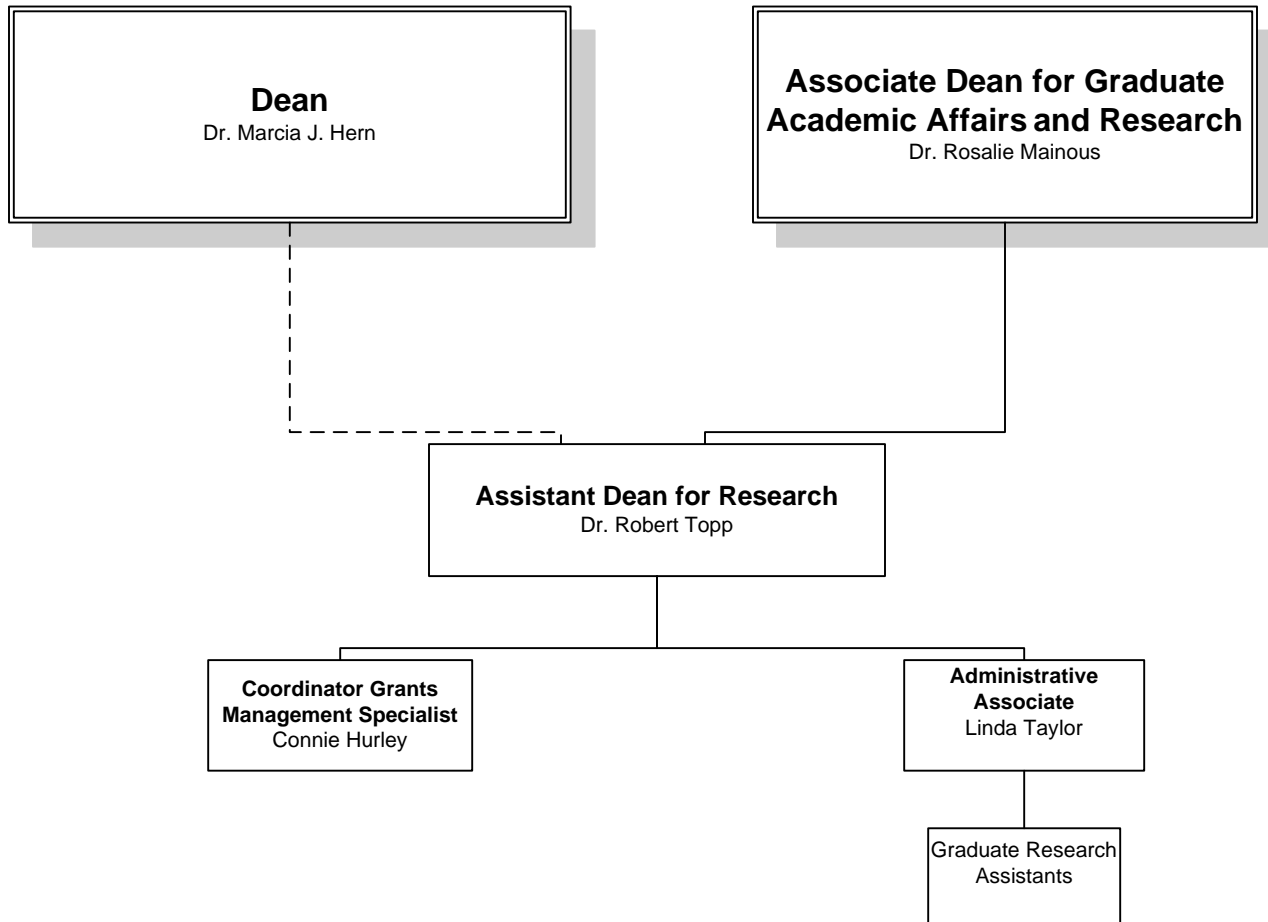 Dean
Dr. Marcia J. Hern
Associate Dean for Graduate
Academic Affairs and Research
Dr. Rosalie Mainous
Assistant Dean for Research
Dr. Robert Topp
Coordinator Grants
Management Specialist
Connie Hurley
Administrative
Associate
Linda Taylor
Graduate Research
Assistants